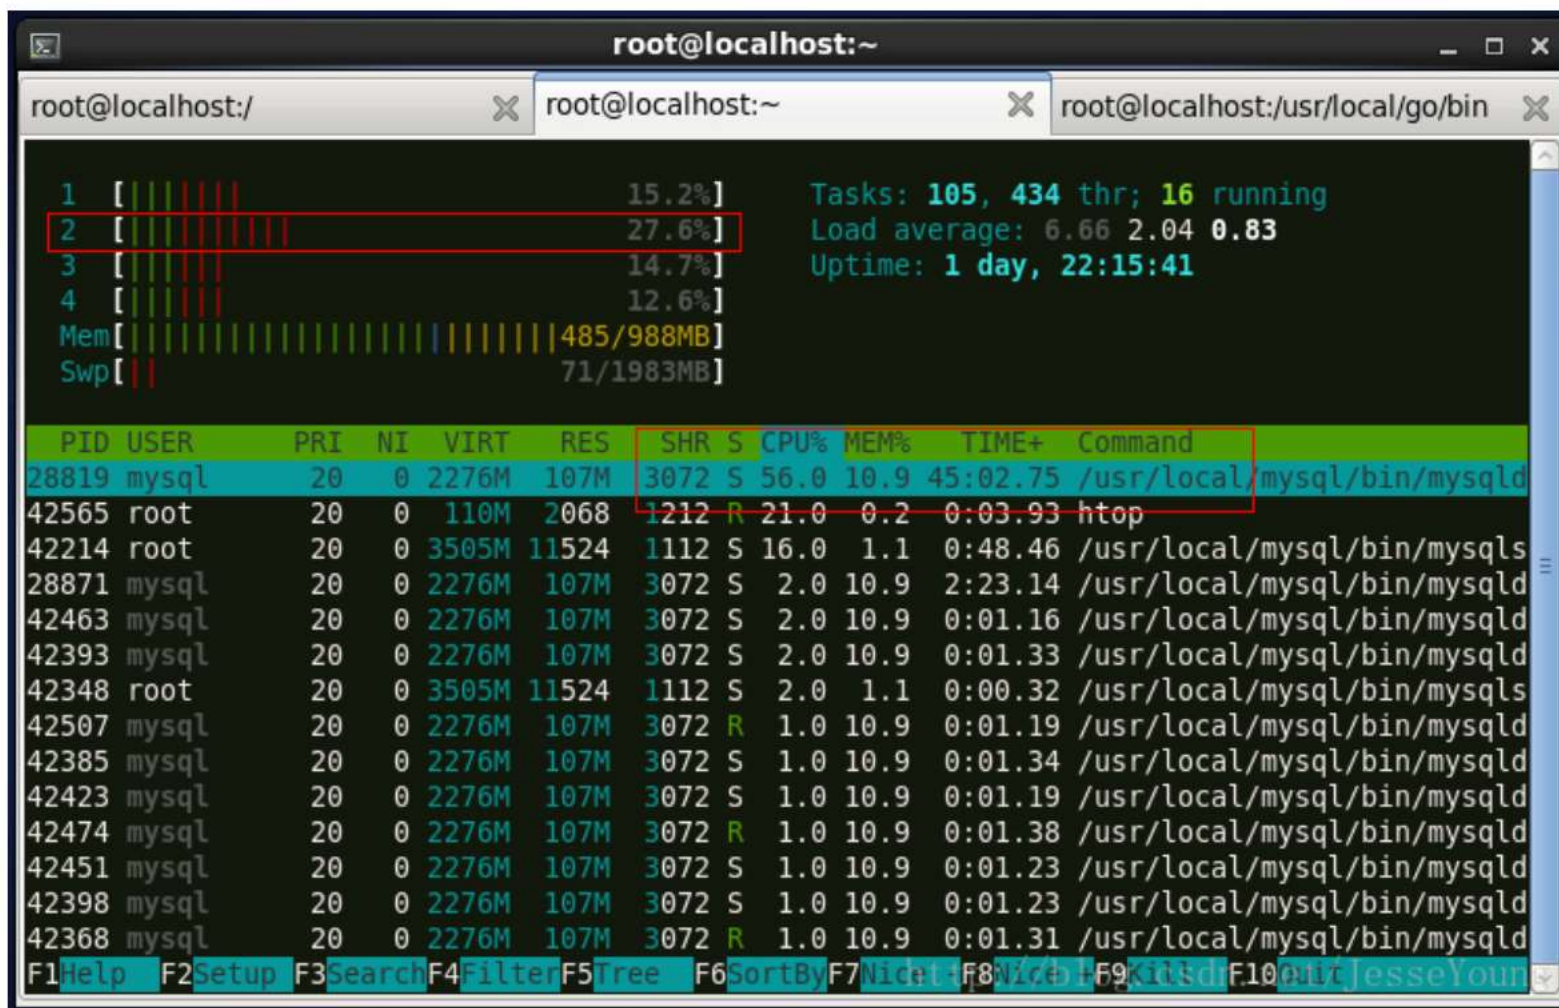 root@localhost:~
root@localhost:/ root@localhost:~ root@localhost:/usr/local/go/bin
1 [||||||| 15.2%] Tasks: 105, 434 thr; 16 running
2 [|||||||||| 27.6%] Load average: 6.66 2.04 0.83
3 [|||||| 14.7%] Uptime: 1 day, 22:15:41
4 [|||||| 12.6%]
Mem[||||||||||||||||||||||||||485/988MB]
Swp[|| 71/1983MB]
PID USER PRI NI VIRT RES SHR S CPU% MEM% TIME+ Command
28819 mysql 20 0 2276M 107M 3072 S 56.0 10.9 45:02.75 /usr/local/mysql/bin/mysqld
42565 root 20 0 110M 2068 1212 R 21.0 0.2 0:03.93 htop
42214 root 20 0 3505M 11524 1112 S 16.0 1.1 0:48.46 /usr/local/mysql/bin/mysqls
28871 mysql 20 0 2276M 107M 3072 S 2.0 10.9 2:23.14 /usr/local/mysql/bin/mysqld
42463 mysql 20 0 2276M 107M 3072 S 2.0 10.9 0:01.16 /usr/local/mysql/bin/mysqld
42393 mysql 20 0 2276M 107M 3072 S 2.0 10.9 0:01.33 /usr/local/mysql/bin/mysqld
42348 root 20 0 3505M 11524 1112 S 2.0 1.1 0:00.32 /usr/local/mysql/bin/mysqls
42507 mysql 20 0 2276M 107M 3072 R 1.0 10.9 0:01.19 /usr/local/mysql/bin/mysqld
42385 mysql 20 0 2276M 107M 3072 S 1.0 10.9 0:01.34 /usr/local/mysql/bin/mysqld
42423 mysql 20 0 2276M 107M 3072 S 1.0 10.9 0:01.19 /usr/local/mysql/bin/mysqld
42474 mysql 20 0 2276M 107M 3072 R 1.0 10.9 0:01.38 /usr/local/mysql/bin/mysqld
42451 mysql 20 0 2276M 107M 3072 S 1.0 10.9 0:01.23 /usr/local/mysql/bin/mysqld
42398 mysql 20 0 2276M 107M 3072 S 1.0 10.9 0:01.23 /usr/local/mysql/bin/mysqld
42368 mysql 20 0 2276M 107M 3072 R 1.0 10.9 0:01.31 /usr/local/mysql/bin/mysqld
F1Help F2Setup F3SearchF4FilterF5Tree F6SortByF7Nice -F8Nice +F9Kill F10Quit
http://blog.csdn.net/JesseYoung